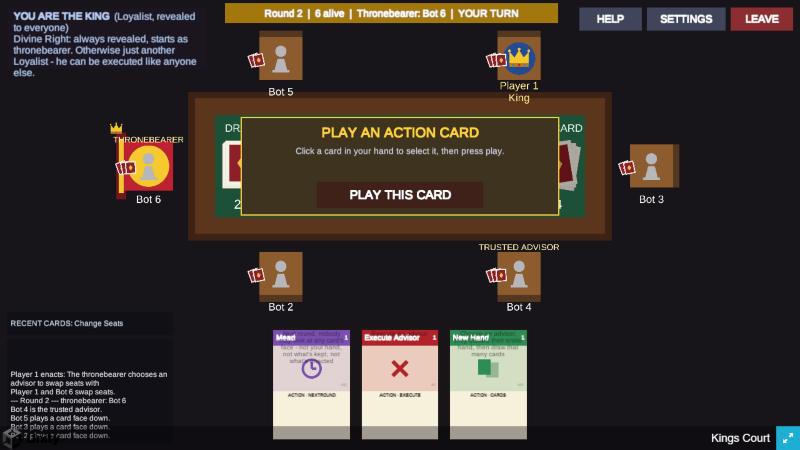 YOU ARE THE KING (Loyalist, revealed
to everyone)
Divine Right: always revealed, starts as
thronebearer. Otherwise just another
Loyalist - he can be executed like anyone
else.
Round 2 | 6 alive | Thronebearer: Bot 6 | YOUR TURN
HELP
SETTINGS
LEAVE
Bot 5
Player 1
King
THRONEBEARER
Bot 6
Bot 3
PLAY AN ACTION CARD
Click a card in your hand to select it, then press play.
PLAY THIS CARD
TRUSTED ADVISOR
Bot 2
Bot 4
RECENT CARDS: Change Seats
Player 1 enacts: The thronebearer chooses an
advisor to swap seats with
Player 1 and Bot 6 swap seats.
--- Round 2 --- thronebearer: Bot 6
Bot 4 is the trusted advisor.
Bot 5 plays a card face down.
Bot 3 plays a card face down.
2 plays a card face down.
Mead 1
ACTION · NEXTROUND
Execute Advisor 1
ACTION · EXECUTE
New Hand 1
ACTION · CARDS
Kings Court